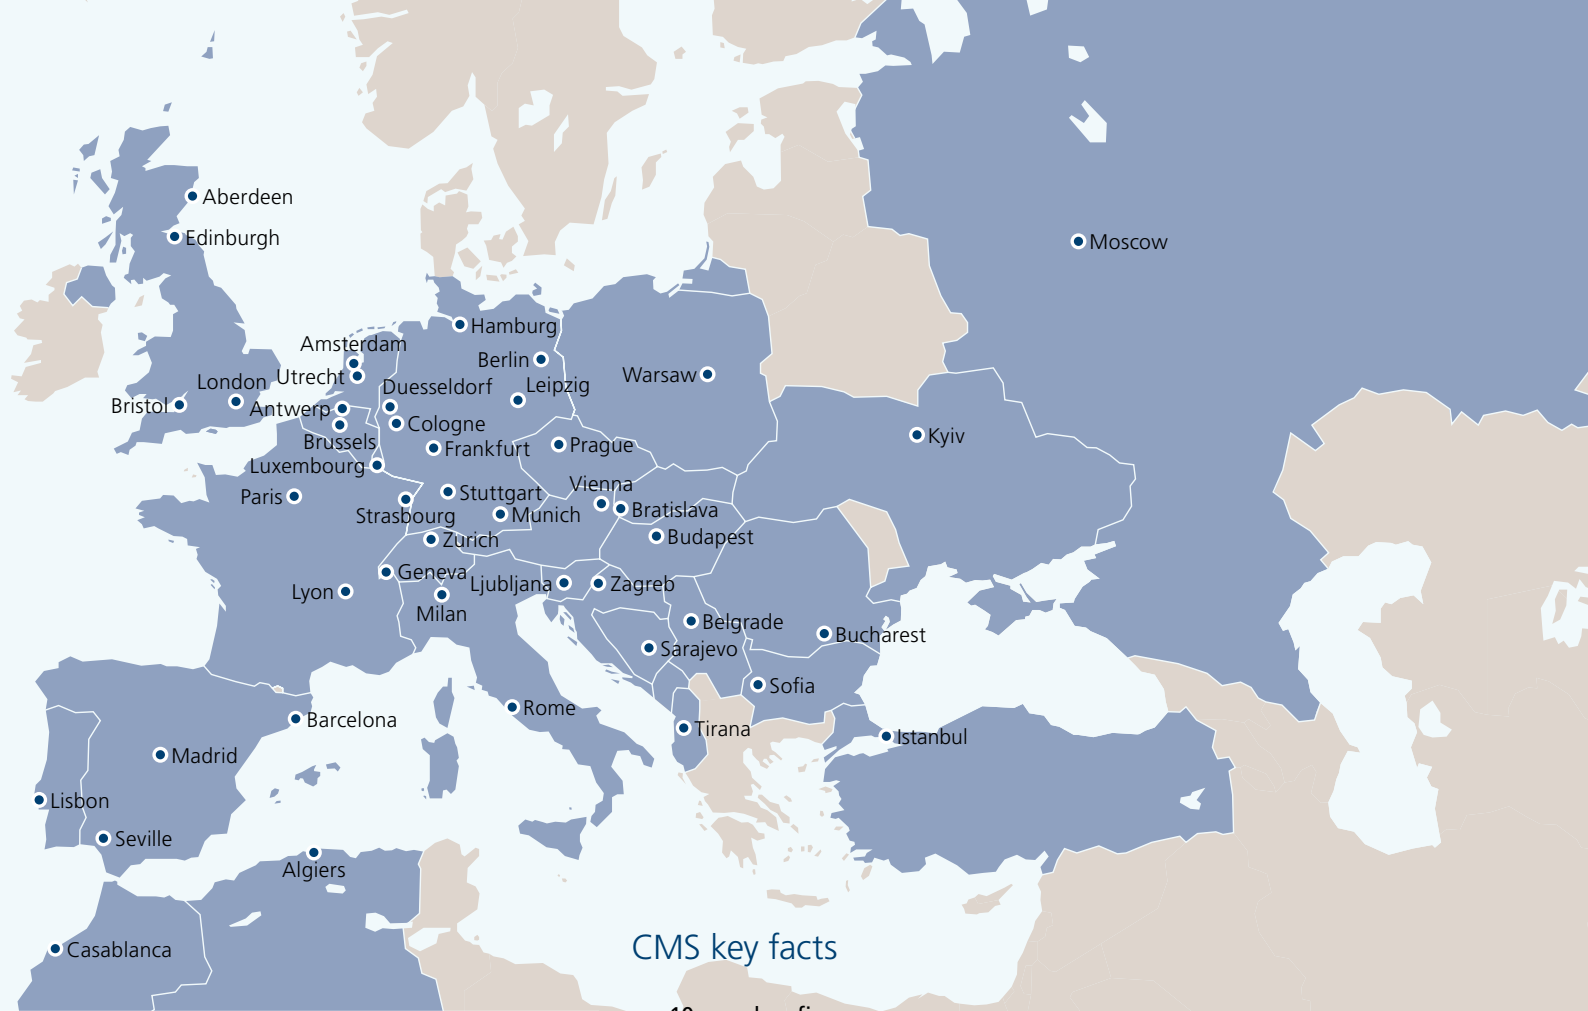 Aberdeen
Edinburgh
Moscow
Hamburg
Amsterdam
Berlin
Utrecht
Warsaw
London
Duesseldorf
Leipzig
Bristol
Antwerp
Cologne
Kyiv
Brussels
Frankfurt
Prague
Luxembourg
Vienna
Paris
Stuttgart
Strasbourg
Munich
Bratislava
Zurich
Budapest
Geneva
Ljubljana
Zagreb
Lyon
Milan
Belgrade
Bucharest
Sarajevo
Sofia
Rome
Barcelona
Tirana
Istanbul
Madrid
Lisbon
Seville
Algiers
CMS key facts
Casablanca